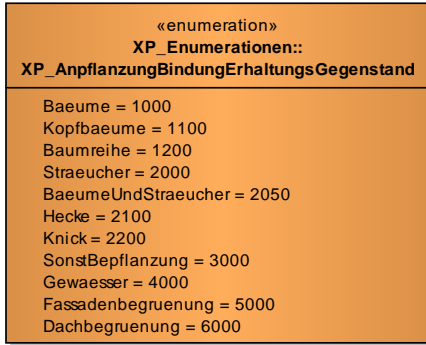 «enumeration»
XP_Enumerationen::
XP_AnpflanzungBindungErhaltungsGegenstand
Baeume = 1000
Kopfbaeume = 1100
Baumreihe = 1200
Straeucher = 2000
BaeumeUndStraeucher = 2050
Hecke = 2100
Knick = 2200
SonstBepflanzung = 3000
Gewaesser = 4000
Fassadenbegruenung = 5000
Dachbegruenung = 6000